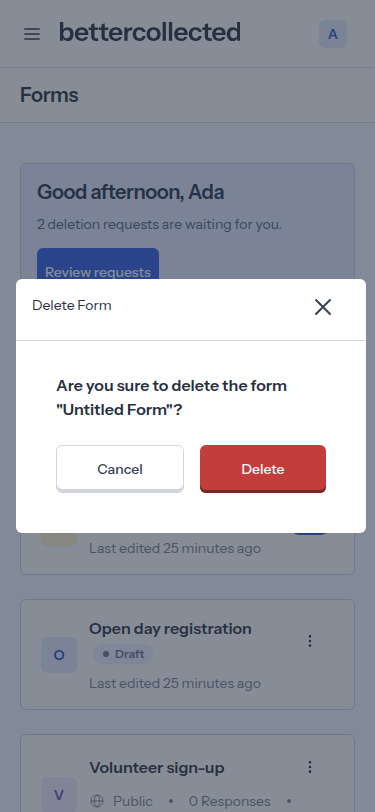 bettercollected
A
Forms
Good afternoon, Ada
2 deletion requests are waiting for you.
Review requests
Delete Form
Are you sure to delete the form
"Untitled Form"?
Cancel
Delete
Last edited 25 minutes ago
O
Open day registration
• Draft
Last edited 25 minutes ago
V
Volunteer sign-up
Public • 0 Responses •